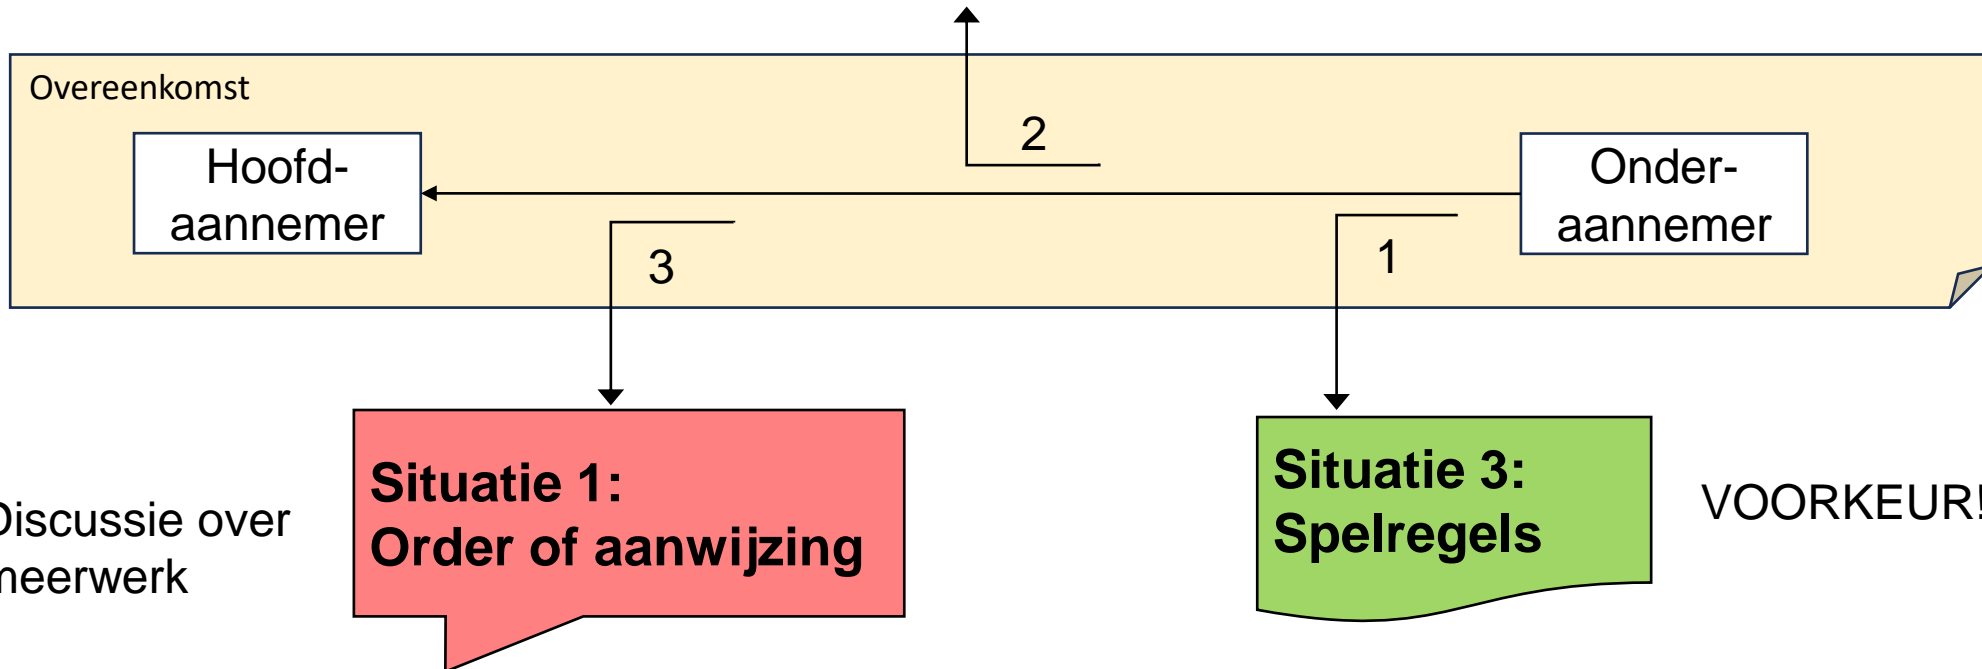 Overeenkomst
2
Hoofd-
aannemer
Onder-
aannemer
3
1
Situatie 1:
Order of aanwijzing
Situatie 3:
Spelregels
VOORKEUR!
Discussie over
meerwerk